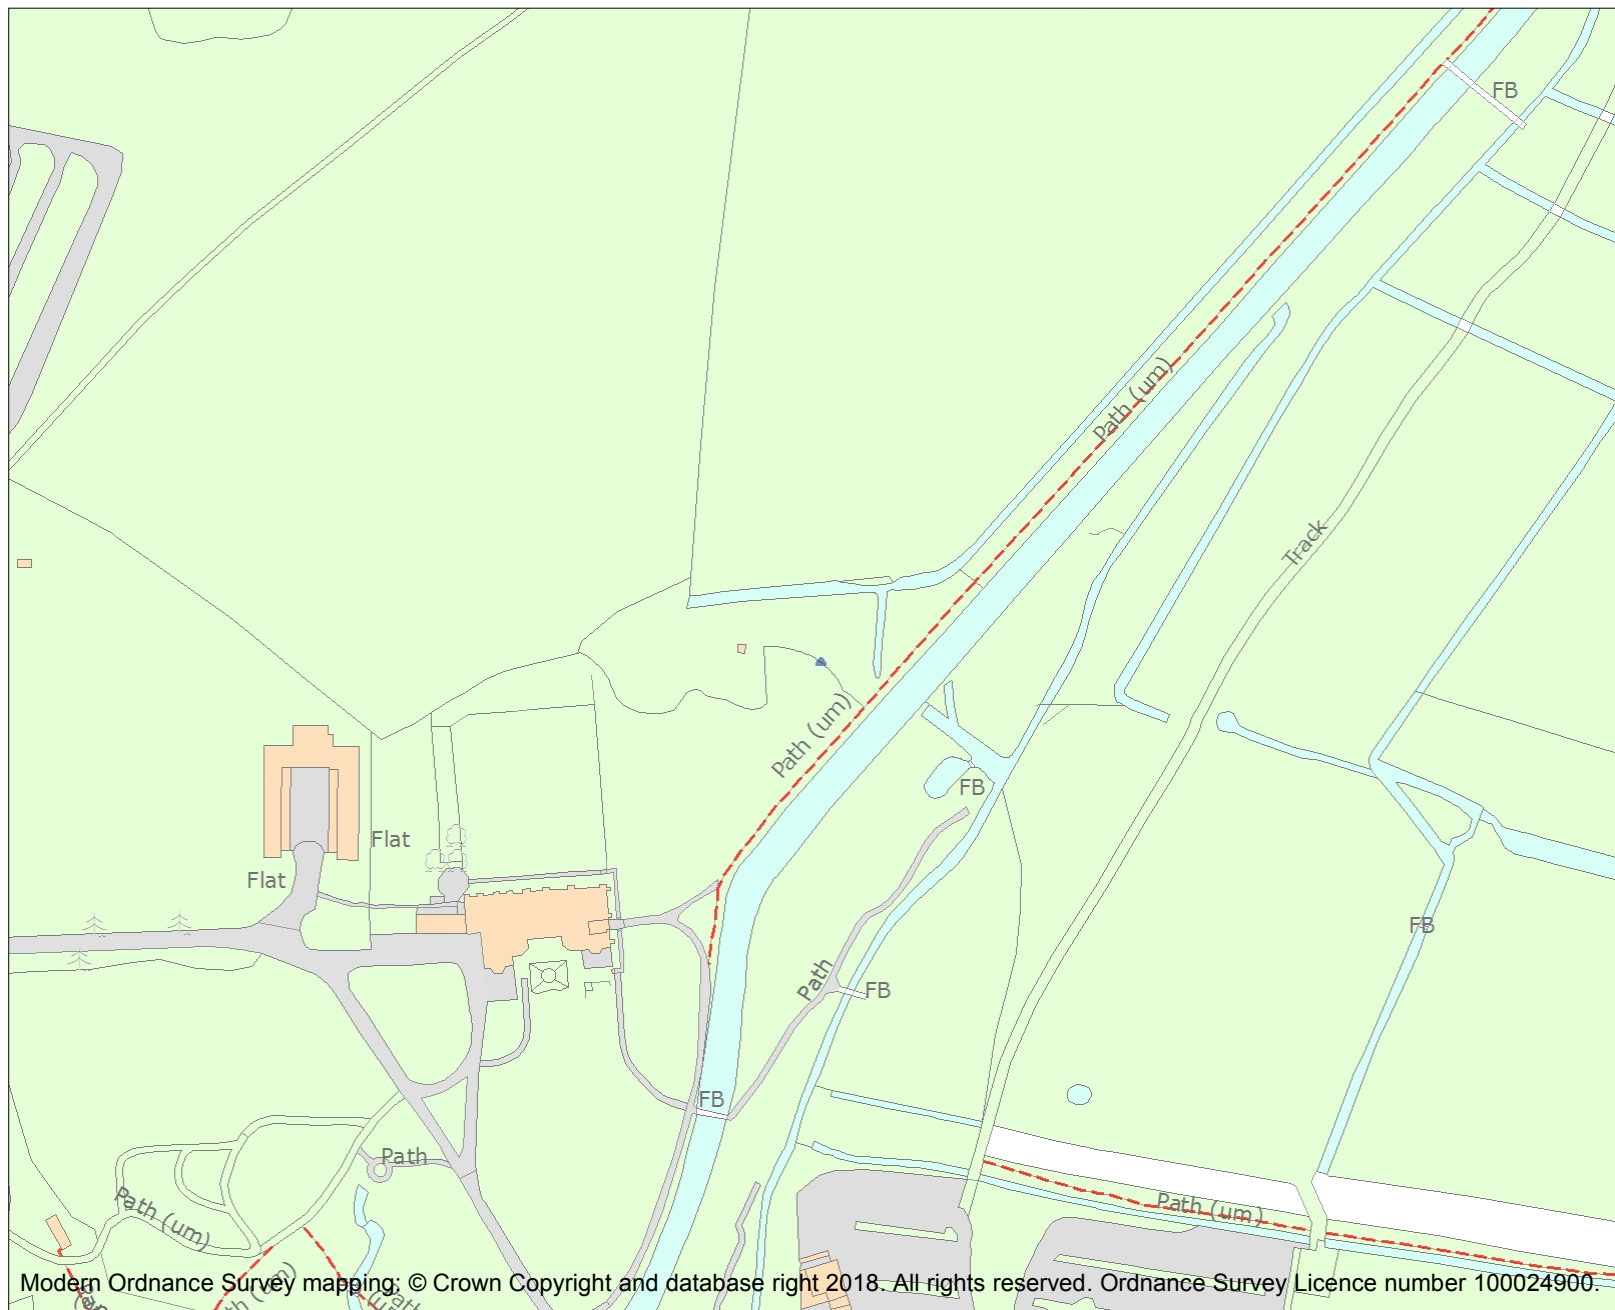 FB
Path (um)
Track
Path (um)
FB
Flat
Flat
FB
Path
FB
FB
Path
Path (um)
Path (um)
Modern Ordnance Survey mapping: © Crown Copyright and database right 2018. All rights reserved. Ordnance Survey Licence number 100024900.